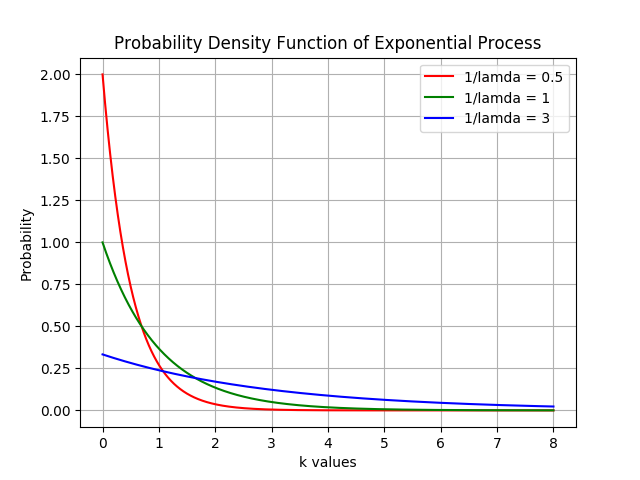 Probability Density Function of Exponential Process
1/lamda = 0.5
1/lamda = 1
1/lamda = 3
Probability
2.00
1.75
1.50
1.25
1.00
0.75
0.50
0.25
0.00
0 1 2 3 4 5 6 7 8
k values